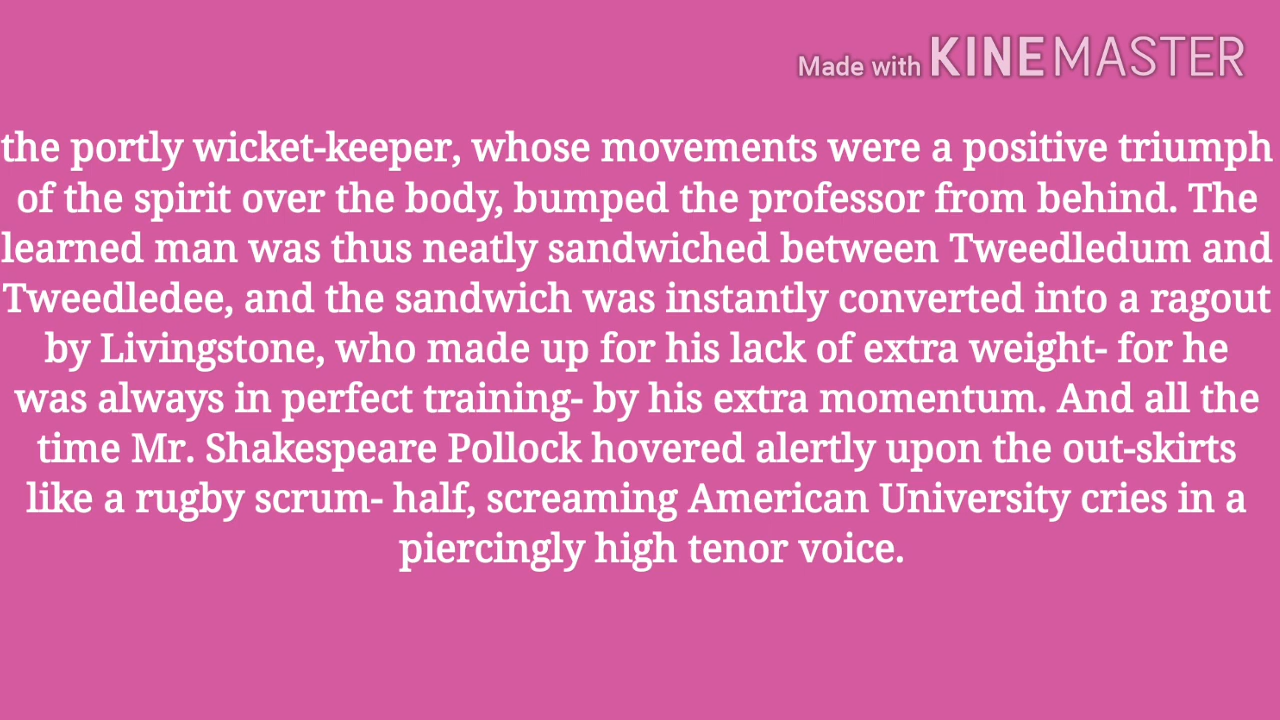 Made with KINEMASTER
the portly wicket-keeper, whose movements were a positive triumph
of the spirit over the body, bumped the professor from behind. The
learned man was thus neatly sandwiched between Tweedledum and
Tweedledee, and the sandwich was instantly converted into a ragout
by Livingstone, who made up for his lack of extra weight- for he
was always in perfect training- by his extra momentum. And all the
time Mr. Shakespeare Pollock hovered alertly upon the out-skirts
like a rugby scrum- half, screaming American University cries in a
piercingly high tenor voice.